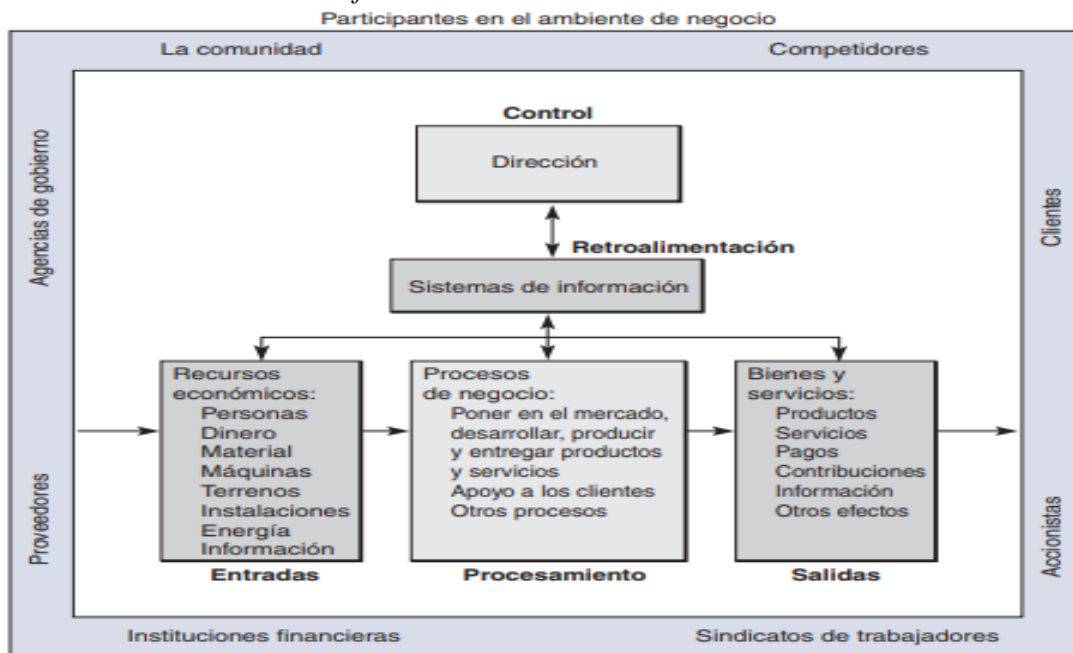 Participantes en el ambiente de negocio
La comunidad
Competidores
Agencias de gobierno
Clientes
Control
Dirección
Retroalimentación
Sistemas de información
Recursos
económicos:
Personas
Dinero
Material
Máquinas
Terrenos
Instalaciones
Energía
Información
Entradas
Procesos
de negocio:
Poner en el mercado,
desarrollar, producir
y entregar productos
y servicios
Apoyo a los clientes
Otros procesos
Procesamiento
Bienes y
servicios:
Productos
Servicios
Pagos
Contribuciones
Información
Otros efectos
Salidas
Proveedores
Accionistas
Instituciones financieras
Sindicatos de trabajadores